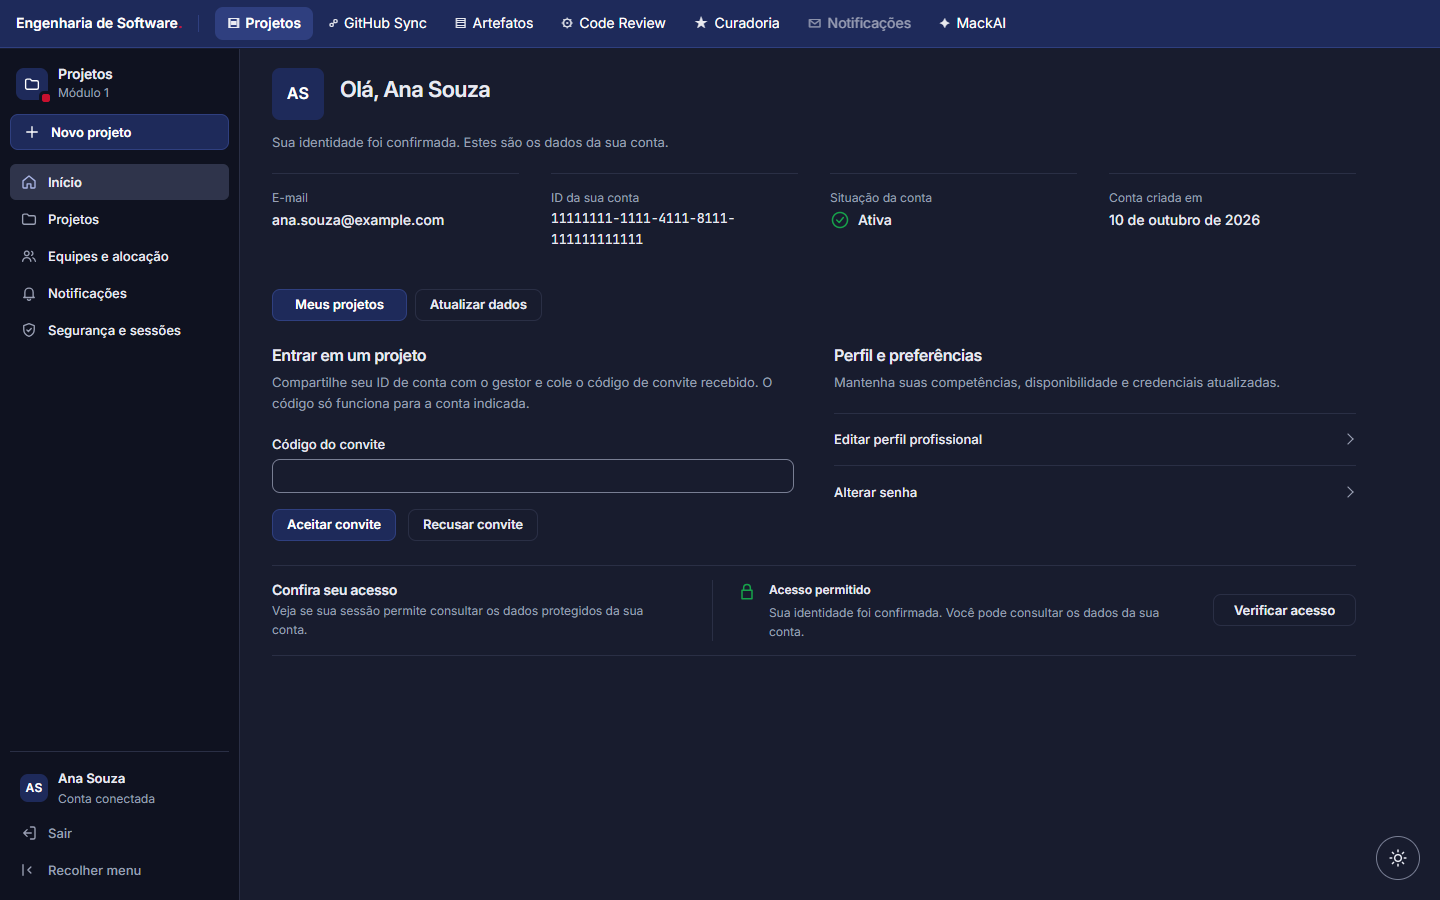 Engenharia de Software
Projetos
GitHub Sync
Artefatos
Code Review
Curadoria
Notificações
MackAI
Projetos
Módulo 1
Novo projeto
Início
Projetos
Equipes e alocação
Notificações
Segurança e sessões
Ana Souza
AS
Conta conectada
Sair
Recolher menu
AS
Olá, Ana Souza
Sua identidade foi confirmada. Estes são os dados da sua conta.
E-mail
ana.souza@example.com
ID da sua conta
11111111-1111-4111-8111-
111111111111
Situação da conta
Ativa
Conta criada em
10 de outubro de 2026
Meus projetos
Atualizar dados
Entrar em um projeto
Compartilhe seu ID de conta com o gestor e cole o código de convite recebido. O
código só funciona para a conta indicada.
Código do convite
Aceitar convite
Recusar convite
Perfil e preferências
Mantenha suas competências, disponibilidade e credenciais atualizadas.
Editar perfil profissional
Alterar senha
Confira seu acesso
Veja se sua sessão permite consultar os dados protegidos da sua
conta.
Acesso permitido
Sua identidade foi confirmada. Você pode consultar os dados da sua
conta.
Verificar acesso